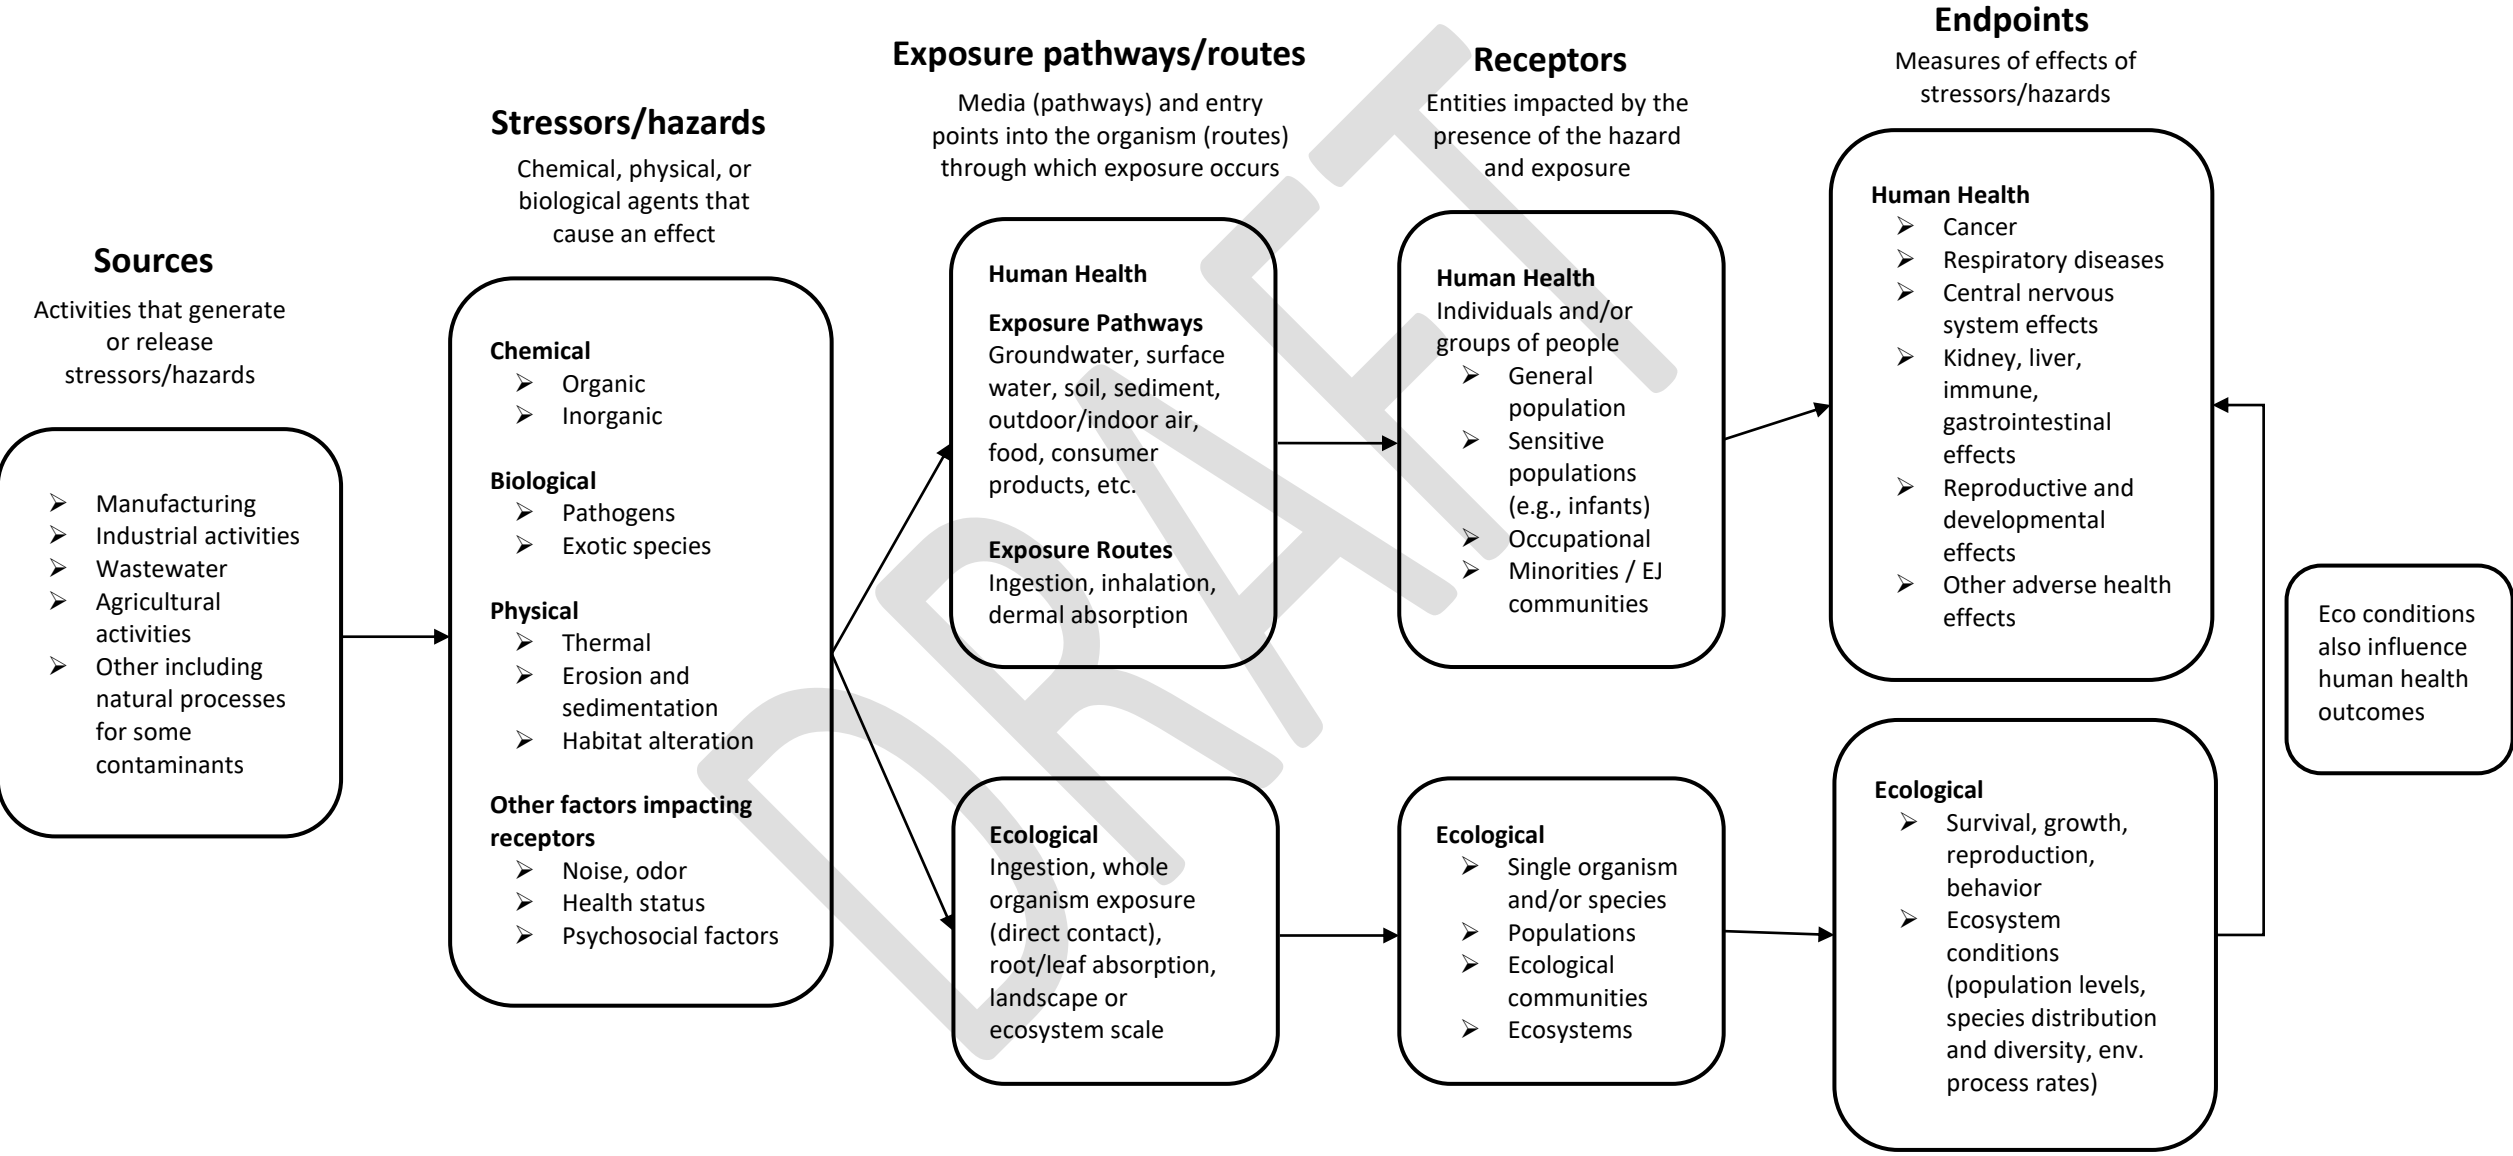 Sources
Activities that generate
or release
stressors/hazards
➢ Manufacturing
➢ Industrial activities
➢ Wastewater
➢ Agricultural
activities
➢ Other including
natural processes
for some
contaminants
Stressors/hazards
Chemical, physical, or
biological agents that
cause an effect
Chemical
➢ Organic
➢ Inorganic
Biological
➢ Pathogens
➢ Exotic species
Physical
➢ Thermal
➢ Erosion and
sedimentation
➢ Habitat alteration
Other factors impacting
receptors
➢ Noise, odor
➢ Health status
➢ Psychosocial factors
Exposure pathways/routes
Media (pathways) and entry
points into the organism (routes)
through which exposure occurs
Human Health
Exposure Pathways
Groundwater, surface
water, soil, sediment,
outdoor/indoor air,
food, consumer
products, etc.
Exposure Routes
Ingestion, inhalation,
dermal absorption
Ecological
Ingestion, whole
organism exposure
(direct contact),
root/leaf absorption,
landscape or
ecosystem scale
Receptors
Entities impacted by the
presence of the hazard
and exposure
Human Health
Individuals and/or
groups of people
➢ General
population
➢ Sensitive
populations
(e.g., infants)
➢ Occupational
➢ Minorities / EJ
communities
Ecological
➢ Single organism
and/or species
➢ Populations
➢ Ecological
communities
➢ Ecosystems
Endpoints
Measures of effects of
stressors/hazards
Human Health
➢ Cancer
➢ Respiratory diseases
➢ Central nervous
system effects
➢ Kidney, liver,
immune,
gastrointestinal
effects
➢ Reproductive and
developmental
effects
➢ Other adverse health
effects
Ecological
➢ Survival, growth,
reproduction,
behavior
➢ Ecosystem
conditions
(population levels,
species distribution
and diversity, env.
process rates)
Eco conditions
also influence
human health
outcomes
DRAFT